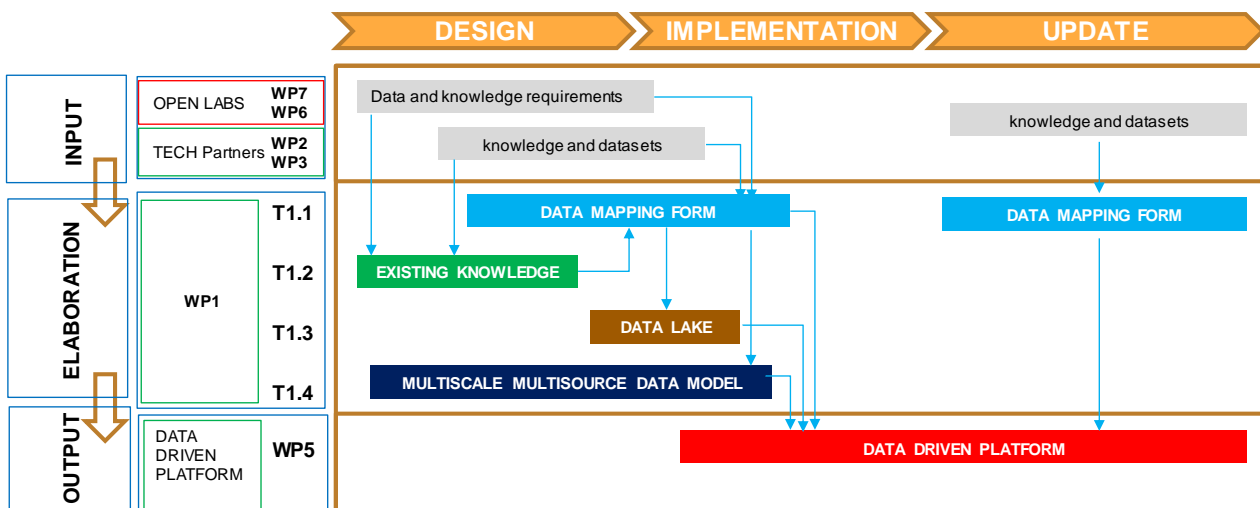 DESIGN
IMPLEMENTATION
UPDATE
INPUT
OPEN LABS
WP7
WP6
TECH Partners
WP2
WP3
Data and knowledge requirements
knowledge and datasets
knowledge and datasets
ELABORATION
WP1
T1.1
T1.2
T1.3
T1.4
DATA MAPPING FORM
DATA MAPPING FORM
EXISTING KNOWLEDGE
DATA LAKE
MULTISCALE MULTISOURCE DATA MODEL
OUTPUT
DATA
DRIVEN
PLATFORM
WP5
DATA DRIVEN PLATFORM